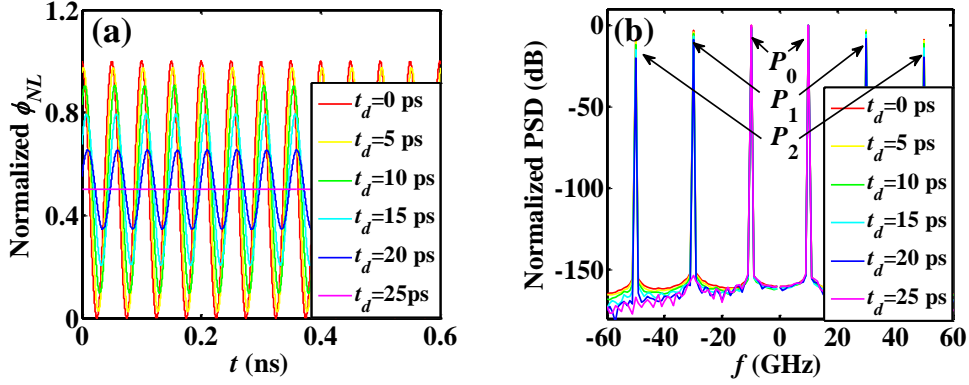 (a)
Normalized ϕNL
1.2
0.8
0.4
0
0
0.2
0.4
0.6
t (ns)
td=0 ps
td=5 ps
td=10 ps
td=15 ps
td=20 ps
td=25ps
(b)
Normalized PSD (dB)
0
-50
-100
-150
-60
-40
-20
0
20
40
60
f (GHz)
P0
P1
P2
td=0 ps
td=5 ps
td=10 ps
td=15 ps
td=20 ps
td=25 ps